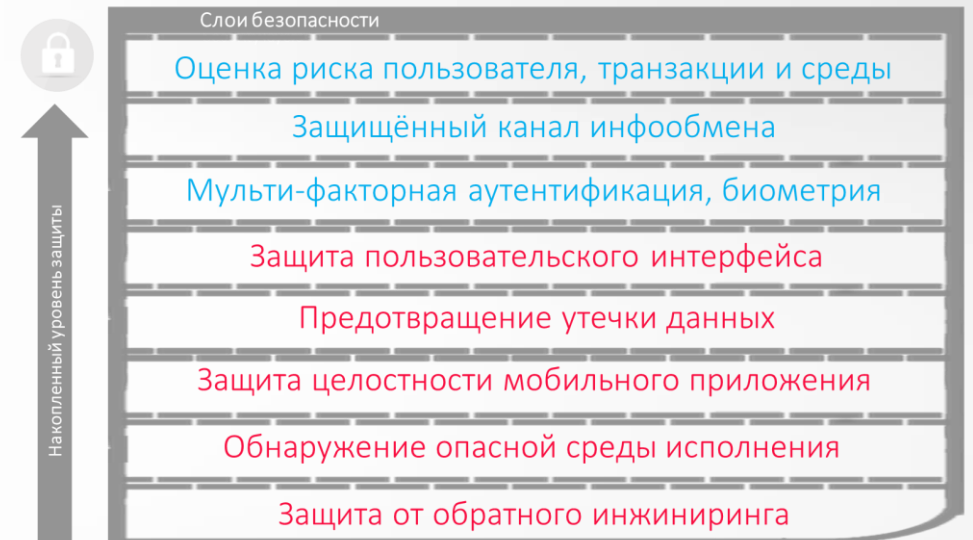 Слои безопасности
Оценка риска пользователя, транзакции и среды
Защищённый канал инфообмена
Мульти-факторная аутентификация, биометрия
Защита пользовательского интерфейса
Предотвращение утечки данных
Защита целостности мобильного приложения
Обнаружение опасной среды исполнения
Защита от обратного инжиниринга
Накопленный уровень защиты